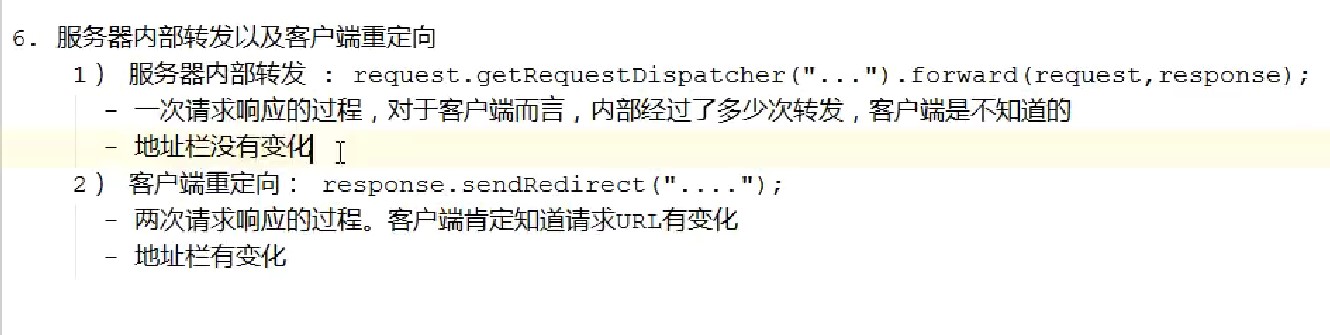 6. 服务器内部转发以及客户端重定向
1) 服务器内部转发 : request.getRequestDispatcher("...").forward(request,response);
- 一次请求响应的过程，对于客户端而言，内部经过了多少次转发，客户端是不知道的
- 地址栏没有变化
2) 客户端重定向： response.sendRedirect("....");
- 两次请求响应的过程。客户端肯定知道请求URL有变化
- 地址栏有变化